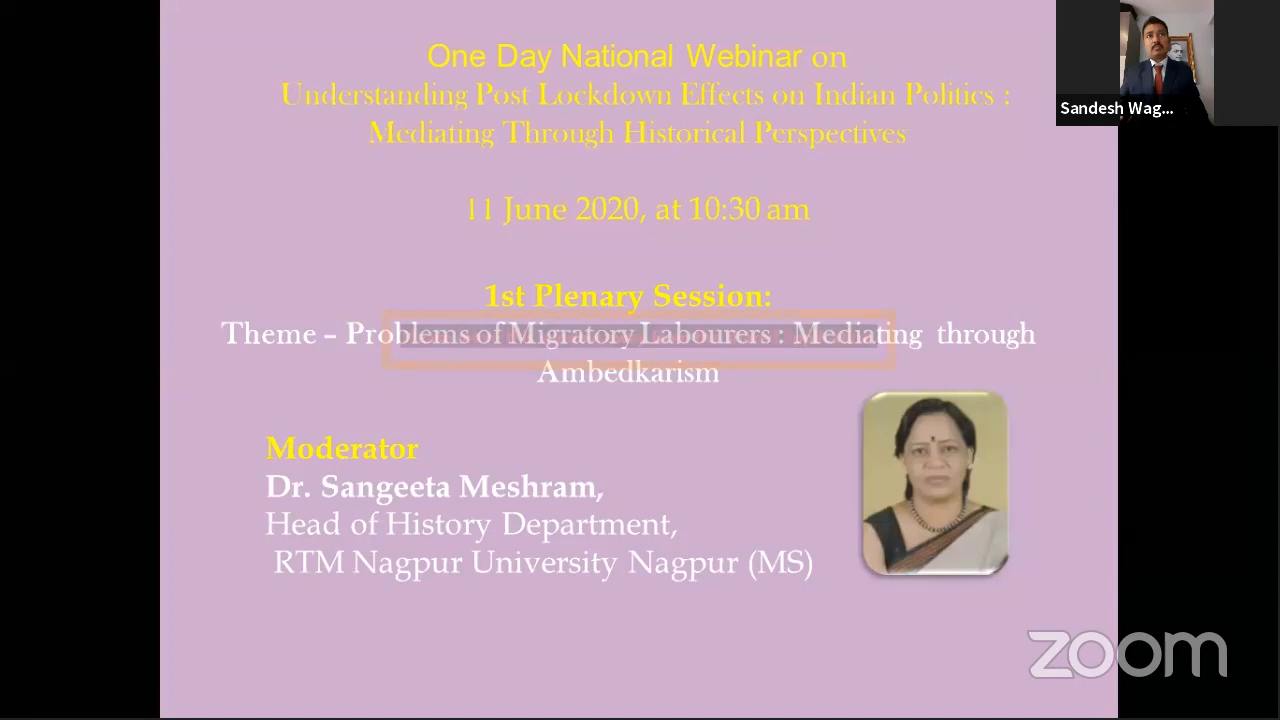 One Day National Webinar on
Understanding Post Lockdown Effects on Indian Politics :
Mediating Through Historical Perspectives
11 June 2020, at 10:30 am
1st Plenary Session:
Theme – Problems of Migratory Labourers : Mediating through
Ambedkarism
Moderator
Dr. Sangeeta Meshram,
Head of History Department,
RTM Nagpur University Nagpur (MS)
Sandesh Wag...
zoom